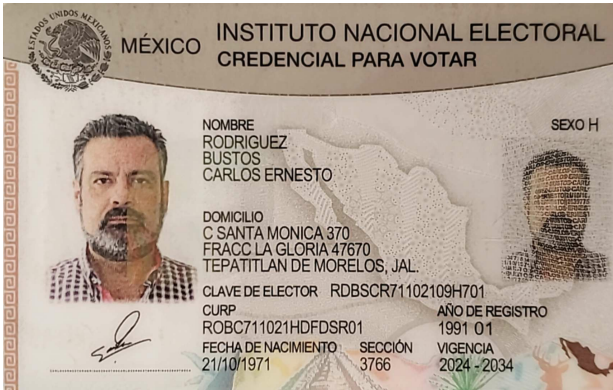 ESTADOS UNIDOS MEXICANOS
MÉXICO
INSTITUTO NACIONAL ELECTORAL
CREDENCIAL PARA VOTAR
NOMBRE
SEXO H
RODRIGUEZ
BUSTOS
CARLOS ERNESTO
DOMICILIO
C SANTA MONICA 370
FRACC LA GLORIA 47670
TEPATITLAN DE MORELOS, JAL.
CLAVE DE ELECTOR RDBSCR71102109H701
CURP
ROBC711021HDFDSR01
AÑO DE REGISTRO
1991 01
FECHA DE NACIMIENTO
21/10/1971
SECCIÓN
3766
VIGENCIA
2024 - 2034